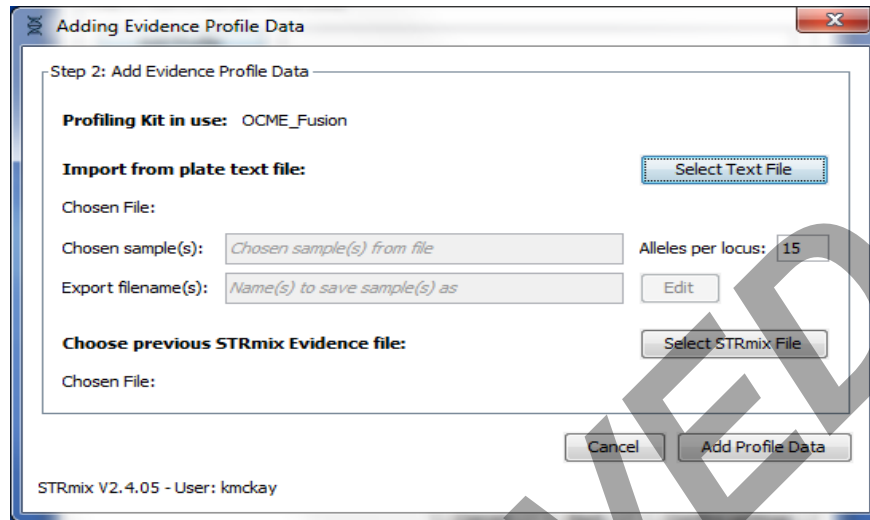 Adding Evidence Profile Data
Step 2: Add Evidence Profile Data
Profiling Kit in use: OCME_Fusion
Import from plate text file: Select Text File
Chosen File:
Chosen sample(s): Chosen sample(s) from file Alleles per locus: 15
Export filename(s): Name(s) to save sample(s) as Edit
Choose previous STRmix Evidence file: Select STRmix File
Chosen File:
Cancel Add Profile Data
STRmix V2.4.05 - User: kmckay
VED